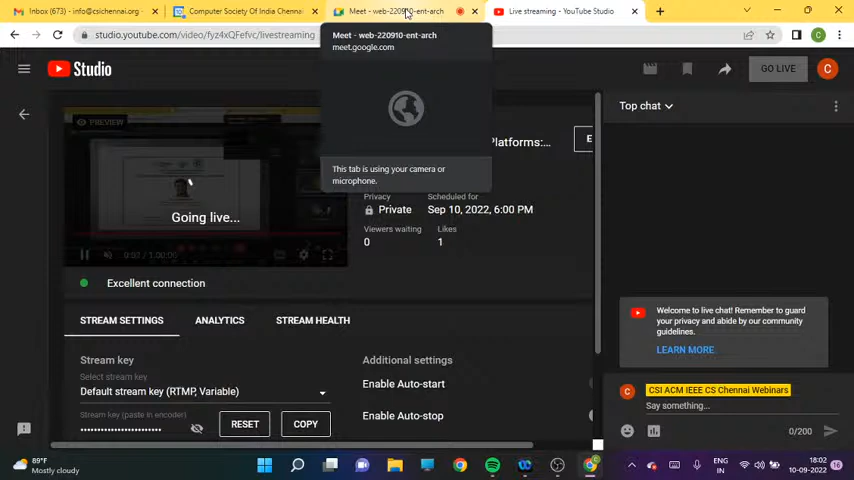 Inbox (673) - info@csichennai.org
Computer Society Of India Chennai
Meet - web-220910-ent-arch
Live streaming - YouTube Studio
studio.youtube.com/video/fyz4xQFefvc/livestreaming
Meet - web-220910-ent-arch
meet.google.com
This tab is using your camera or
microphone.
Studio
GO LIVE
C
PREVIEW
Going live...
Platforms:...
E
Privacy
Private
Scheduled for
Sep 10, 2022, 6:00 PM
Viewers waiting
0
Likes
1
Excellent connection
STREAM SETTINGS
ANALYTICS
STREAM HEALTH
Stream key
Select stream key
Default stream key (RTMP, Variable)
Stream key (paste in encoder)
RESET
COPY
Additional settings
Enable Auto-start
Enable Auto-stop
Top chat
Welcome to live chat! Remember to guard
your privacy and abide by our community
guidelines.
LEARN MORE
C
CSI ACM IEEE CS Chennai Webinars
Say something...
0/200
89°F
Mostly cloudy
ENG
IN
18:02
10-09-2022